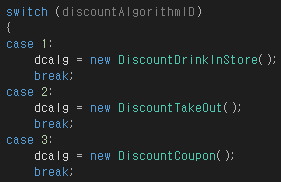 switch (discountAlgorithmID)
{
case 1:
    dcalg = new DiscountDrinkInStore();
    break;
case 2:
    dcalg = new DiscountTakeOut();
    break;
case 3:
    dcalg = new DiscountCoupon();
    break;